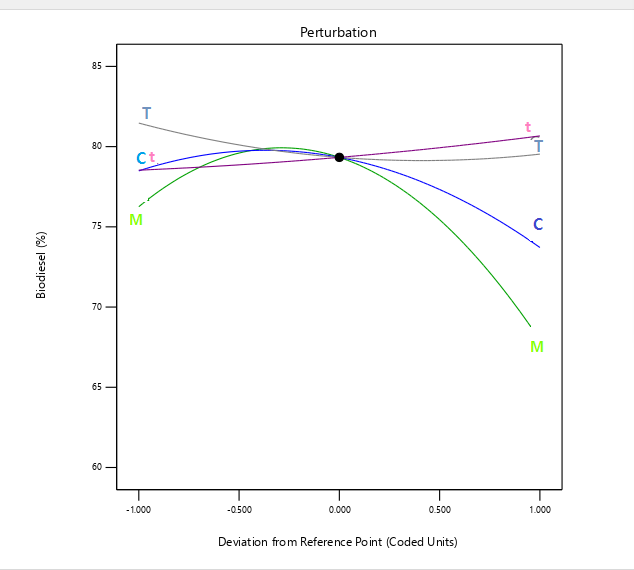 Perturbation
85
80
75
70
65
60
Biodiesel (%)
T
C t
M
t
T
C
M
-1.000 -0.500 0.000 0.500 1.000
Deviation from Reference Point (Coded Units)